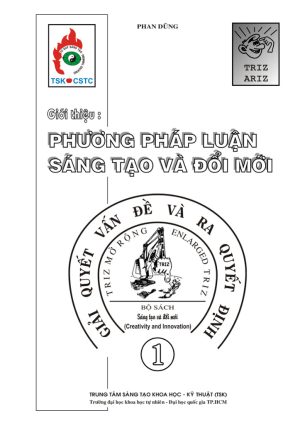 PHAN DŨNG
TSK CSTC
TRIZ
ARIZ
Giới thiệu :
PHƯƠNG PHÁP LUẬN
SÁNG TẠO VÀ ĐỔI MỚI
GIẢI QUYẾT VẤN ĐỀ VÀ RA QUYẾT ĐỊNH
TRIZ MỞ RỘNG
ENLARGED TRIZ
TRIZ
BỘ SÁCH
Sáng tạo và đổi mới
(Creativity and Innovation)
1
TRUNG TÂM SÁNG TẠO KHOA HỌC - KỸ THUẬT (TSK)
Trường đại học khoa học tự nhiên - Đại học quốc gia TP.HCM